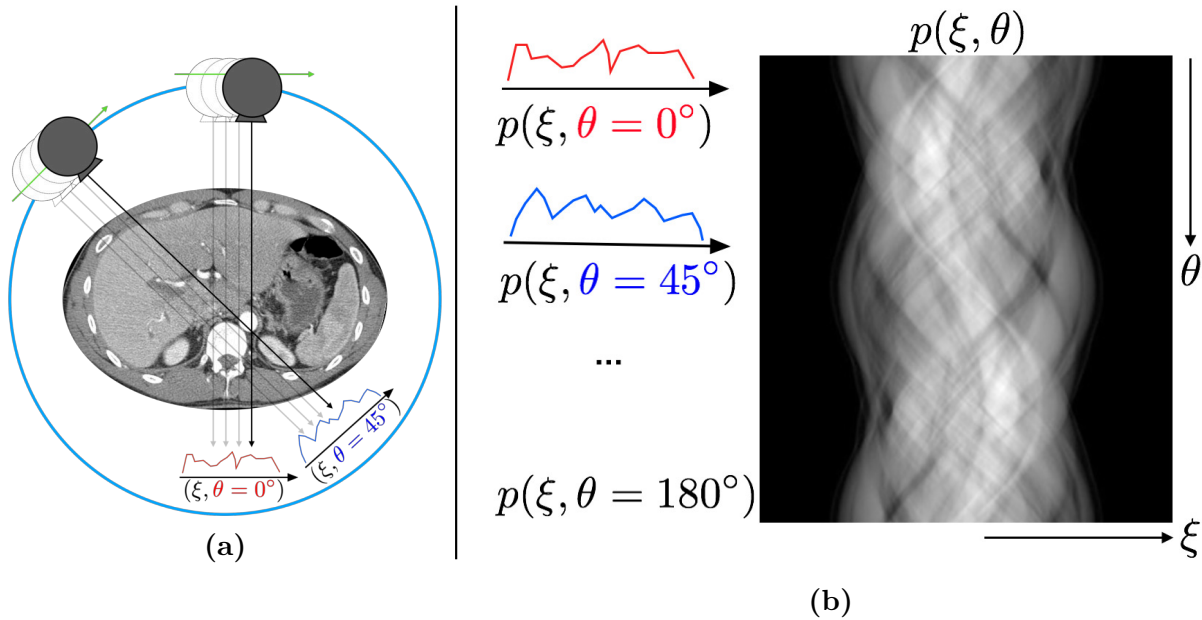 (ξ, θ = 0°)
(ξ, θ = 45°)
(a)
p(ξ, θ = 0°)
p(ξ, θ = 45°)
...
p(ξ, θ = 180°)
p(ξ, θ)
θ
ξ
(b)